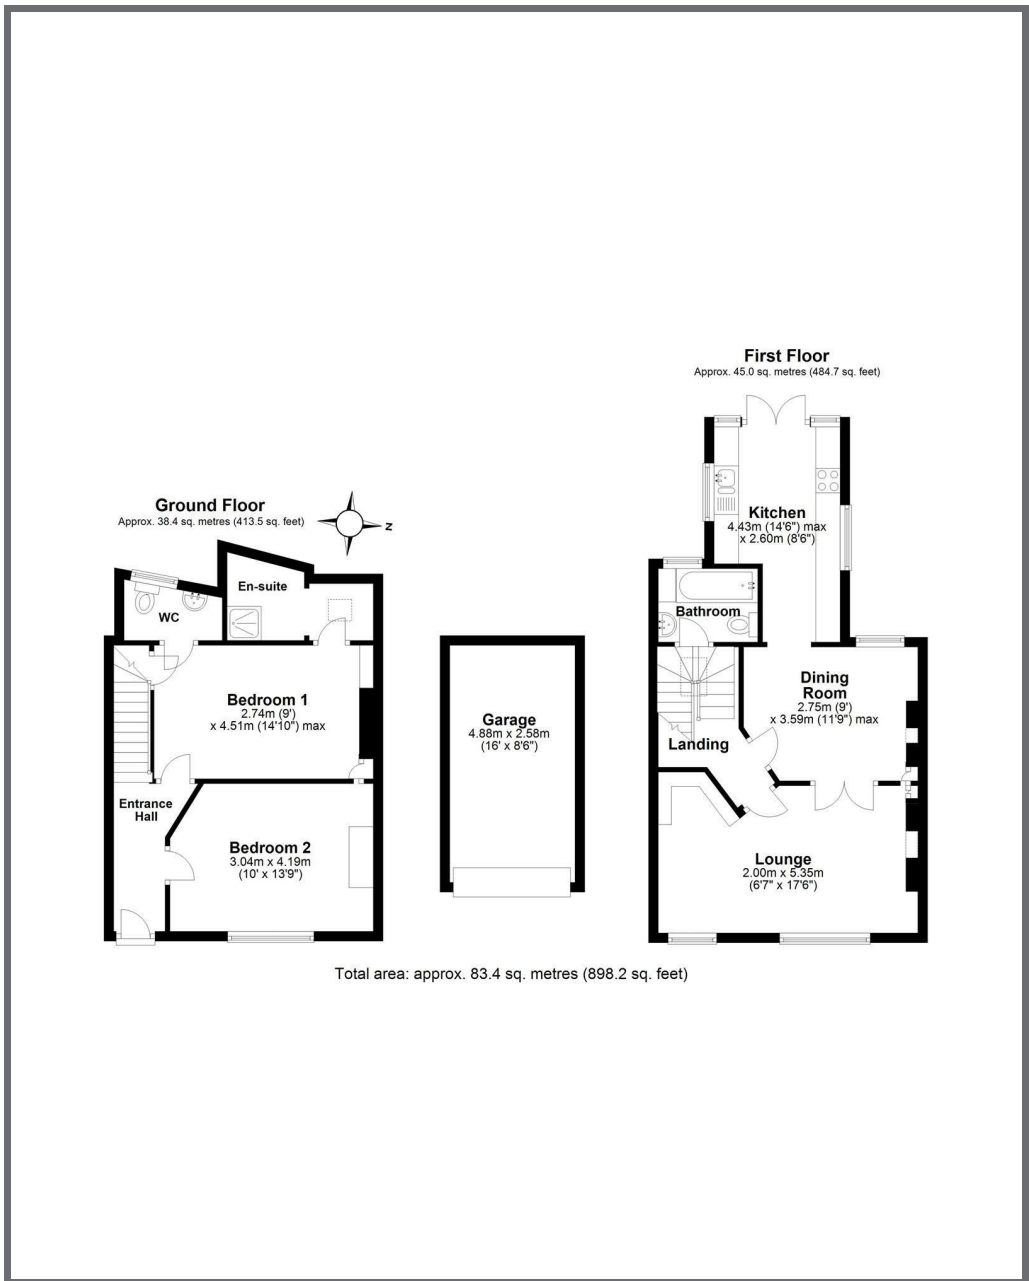 First Floor
Approx. 45.0 sq. metres (484.7 sq. feet)
Kitchen
4.43m (14'6") max
x 2.60m (8'6")
Bathroom
Dining
Room
2.75m (9')
x 3.59m (11'9") max
Landing
Lounge
2.00m x 5.35m
(6'7" x 17'6")
Ground Floor
Approx. 38.4 sq. metres (413.5 sq. feet)
N
En-suite
WC
Bedroom 1
2.74m (9')
x 4.51m (14'10") max
Entrance
Hall
Bedroom 2
3.04m x 4.19m
(10' x 13'9")
Garage
4.88m x 2.58m
(16' x 8'6")
Total area: approx. 83.4 sq. metres (898.2 sq. feet)